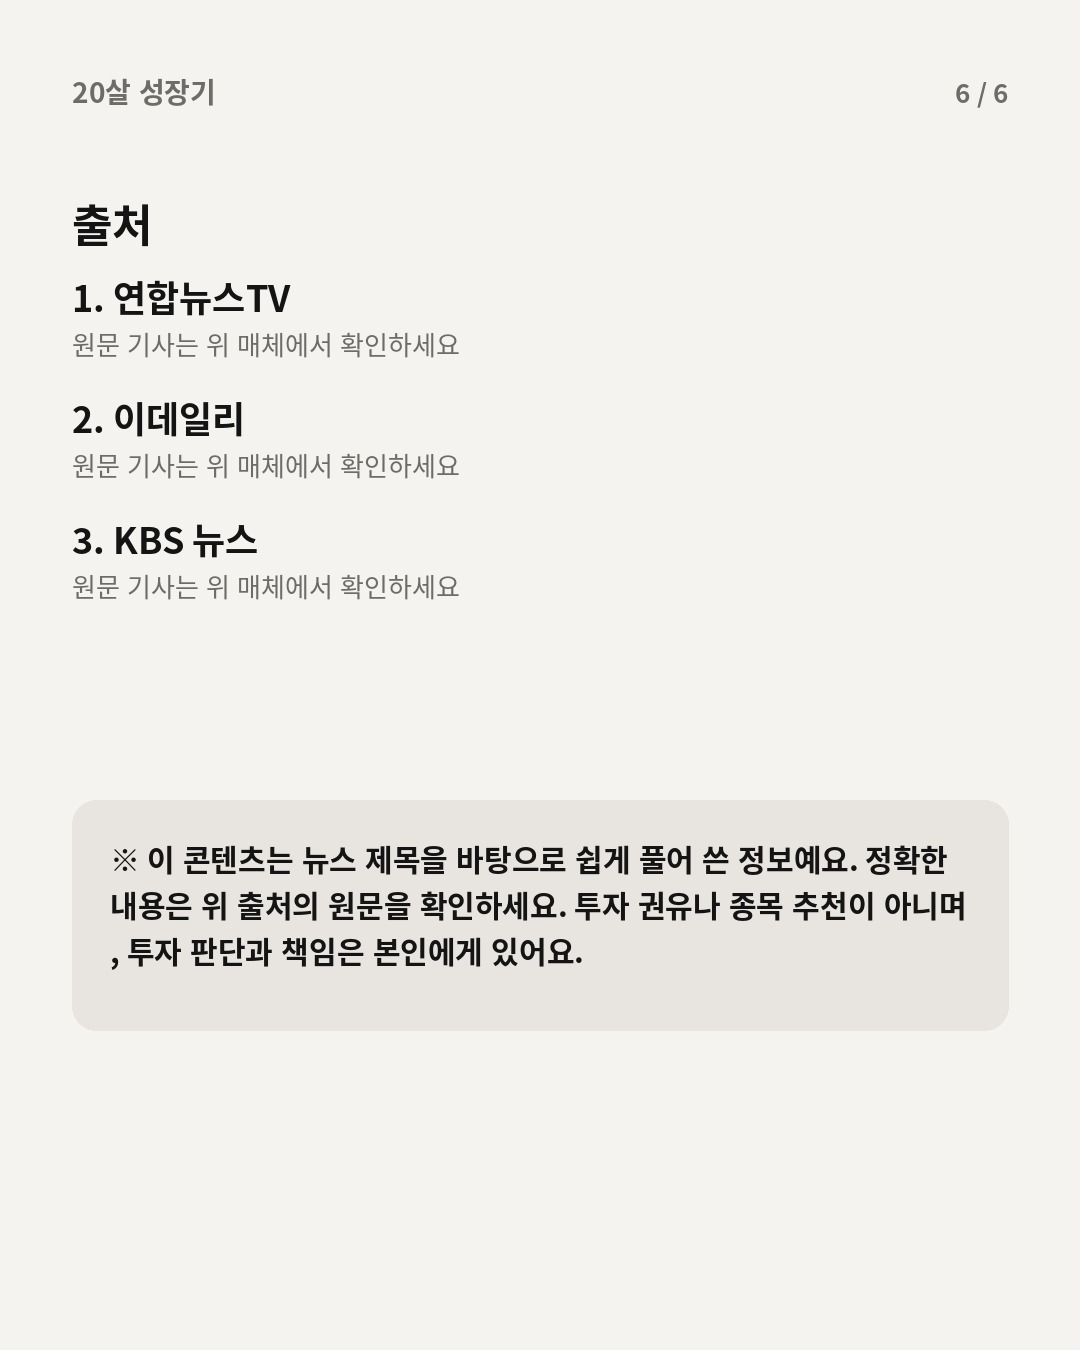 20살 성장기
6 / 6
출처
1. 연합뉴스TV
원문 기사는 위 매체에서 확인하세요
2. 이데일리
원문 기사는 위 매체에서 확인하세요
3. KBS 뉴스
원문 기사는 위 매체에서 확인하세요
※ 이 콘텐츠는 뉴스 제목을 바탕으로 쉽게 풀어 쓴 정보예요. 정확한
내용은 위 출처의 원문을 확인하세요. 투자 권유나 종목 추천이 아니며
, 투자 판단과 책임은 본인에게 있어요.